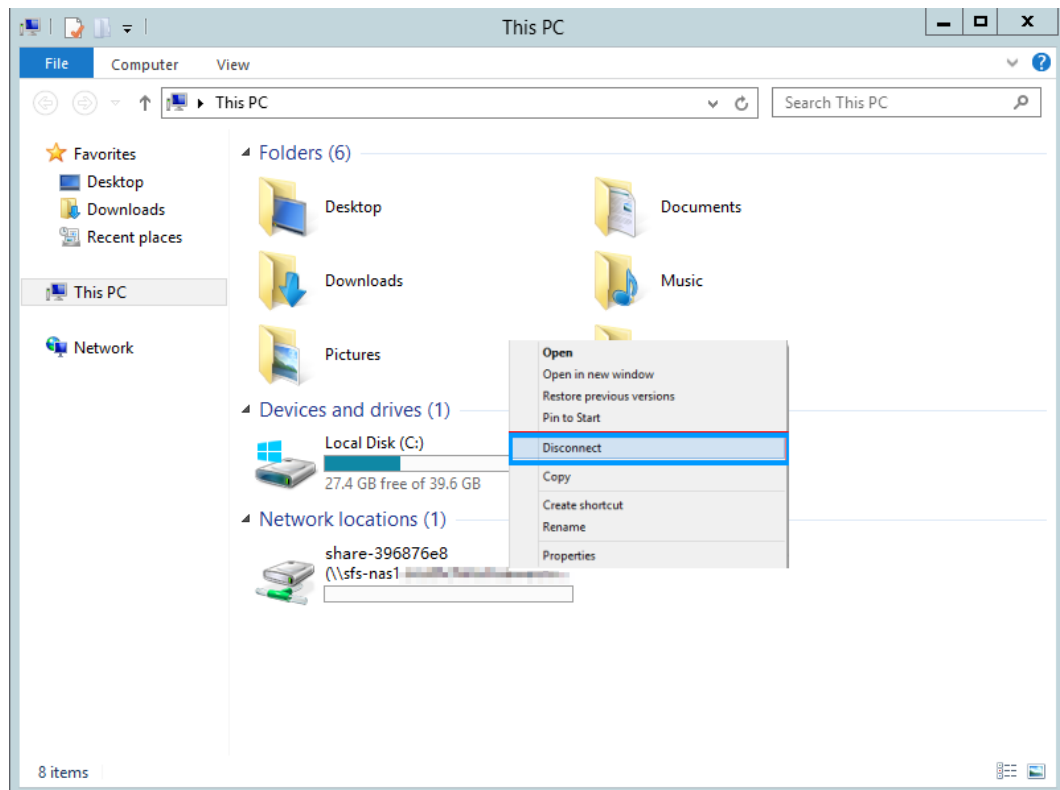 This PC
File Computer View
This PC
Search This PC
Favorites
Desktop
Downloads
Recent places
This PC
Network
Folders (6)
Desktop
Documents
Downloads
Music
Pictures
Open
Open in new window
Restore previous versions
Pin to Start
Disconnect
Copy
Create shortcut
Rename
Properties
Devices and drives (1)
Local Disk (C:)
27.4 GB free of 39.6 GB
Network locations (1)
share-396876e8
(\\sfs-nas1
8 items